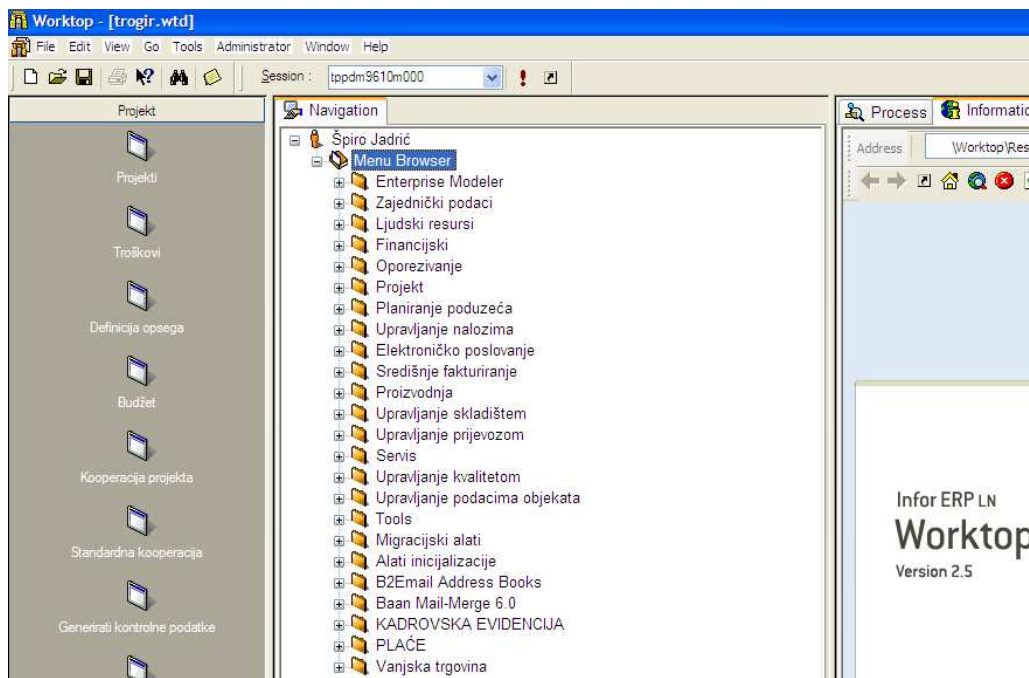 Worktop - [trogir.wtd]
File Edit View Go Tools Administrator Window Help
Session : tppdm9610m000
Projekt
Projekti
Troškovi
Definicija opsega
Budžet
Kooperacija projekta
Standardna kooperacija
Generirati kontrolne podatke
Navigation
Špiro Jadrić
Menu Browser
Enterprise Modeler
Zajednički podaci
Ljudski resursi
Financijski
Oporezivanje
Projekt
Planiranje poduzeća
Upravljanje nalozima
Elektroničko poslovanje
Središnje fakturiranje
Proizvodnja
Upravljanje skladištem
Upravljanje prijevozom
Servis
Upravljanje kvalitetom
Upravljanje podacima objekata
Tools
Migracijski alati
Alati inicijalizacije
B2Email Address Books
Baan Mail-Merge 6.0
KADROVSKA EVIDENCIJA
PLAĆE
Vanjska trgovina
Process Informatic
Address \Worktop\Res
Infor ERP LN
Worktop
Version 2.5